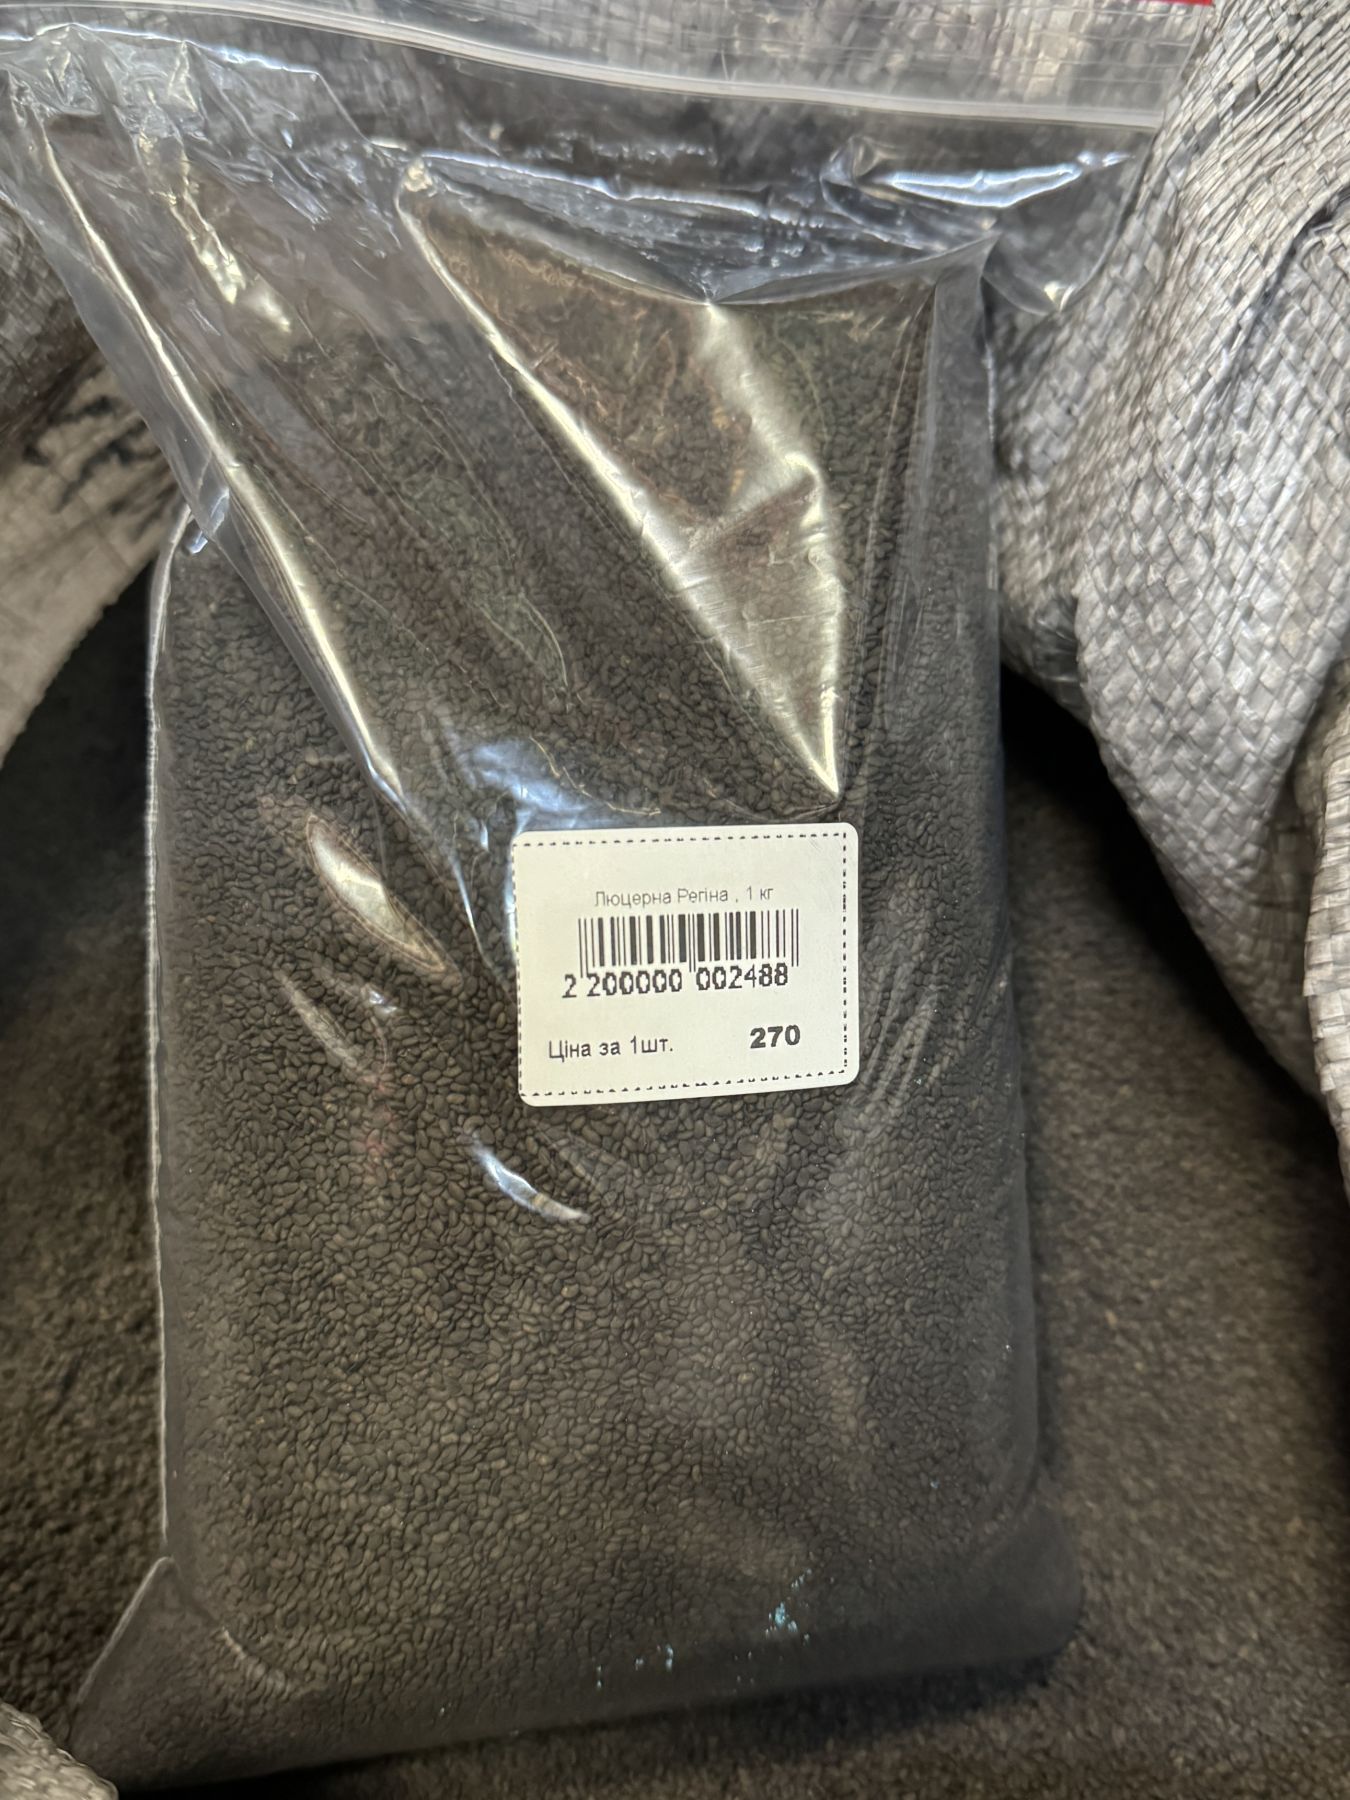 Люцерна Регіна , 1 кг
2 200000 002488
Ціна за 1шт. 270